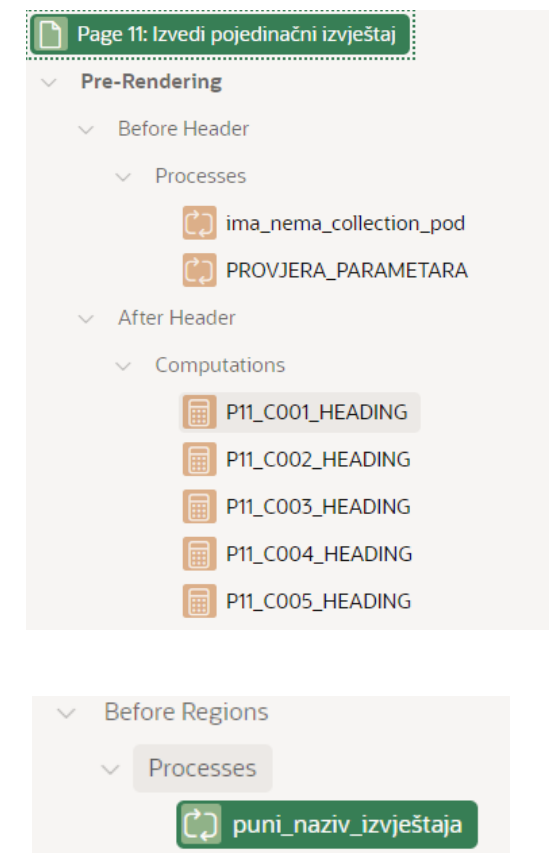 Page 11: Izvedi pojedinačni izvještaj
Pre-Rendering
Before Header
Processes
ima_nema_collection_pod
PROVJERA_PARAMETARA
After Header
Computations
P11_C001_HEADING
P11_C002_HEADING
P11_C003_HEADING
P11_C004_HEADING
P11_C005_HEADING
Before Regions
Processes
puni_naziv_izvještaja